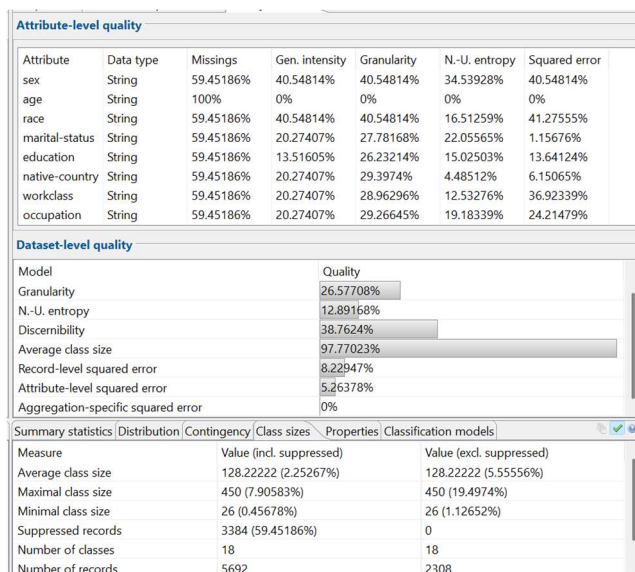 Attribute-level quality
Attribute Data type Missings Gen. intensity Granularity N.-U. entropy Squared error
sex String 59.45186% 40.54814% 40.54814% 34.53928% 40.54814%
age String 100% 0% 0% 0% 0%
race String 59.45186% 40.54814% 40.54814% 16.51259% 41.27555%
marital-status String 59.45186% 20.27407% 27.78168% 22.05565% 1.15676%
education String 59.45186% 13.51605% 26.23214% 15.02503% 13.64124%
native-country String 59.45186% 20.27407% 29.3974% 4.48512% 6.15065%
workclass String 59.45186% 20.27407% 28.96296% 12.53276% 36.92339%
occupation String 59.45186% 20.27407% 29.26645% 19.18339% 24.21479%
Dataset-level quality
Model Quality
Granularity 26.57708%
N.-U. entropy 12.89168%
Discernibility 38.7624%
Average class size 97.77023%
Record-level squared error 8.22947%
Attribute-level squared error 5.26378%
Aggregation-specific squared error 0%
Summary statistics Distribution Contingency Class sizes Properties Classification models
Measure Value (incl. suppressed) Value (excl. suppressed)
Average class size 128.22222 (2.25267%) 128.22222 (5.55556%)
Maximal class size 450 (7.90583%) 450 (19.4974%)
Minimal class size 26 (0.45678%) 26 (1.12652%)
Suppressed records 3384 (59.45186%) 0
Number of classes 18 18
Number of records 5692 2308